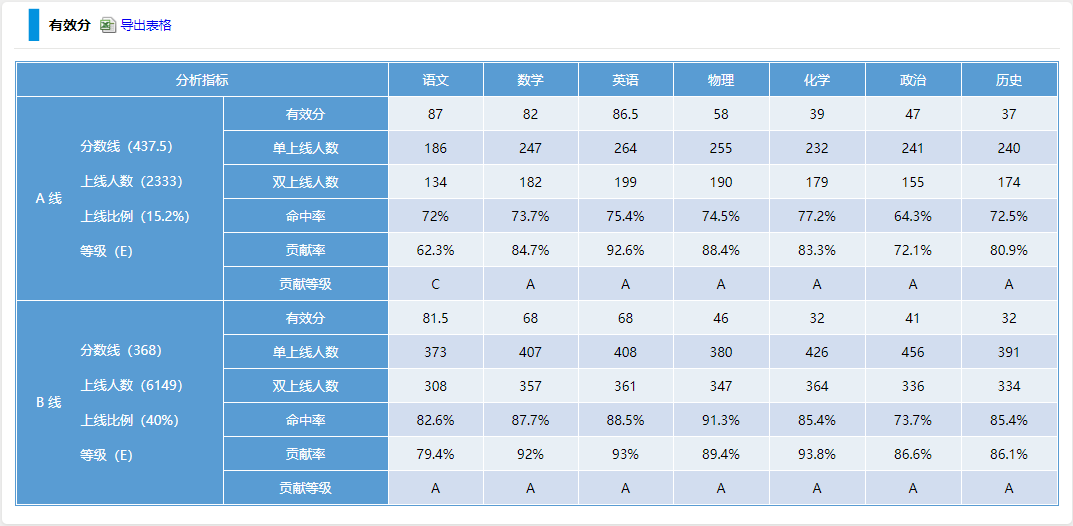 有效分 导出表格
分析指标 语文 数学 英语 物理 化学 政治 历史
A 线
分数线（437.5）
上线人数（2333）
上线比例（15.2%）
等级（E）
有效分 87 82 86.5 58 39 47 37
单上线人数 186 247 264 255 232 241 240
双上线人数 134 182 199 190 179 155 174
命中率 72% 73.7% 75.4% 74.5% 77.2% 64.3% 72.5%
贡献率 62.3% 84.7% 92.6% 88.4% 83.3% 72.1% 80.9%
贡献等级 C A A A A A A
B 线
分数线（368）
上线人数（6149）
上线比例（40%）
等级（E）
有效分 81.5 68 68 46 32 41 32
单上线人数 373 407 408 380 426 456 391
双上线人数 308 357 361 347 364 336 334
命中率 82.6% 87.7% 88.5% 91.3% 85.4% 73.7% 85.4%
贡献率 79.4% 92% 93% 89.4% 93.8% 86.6% 86.1%
贡献等级 A A A A A A A